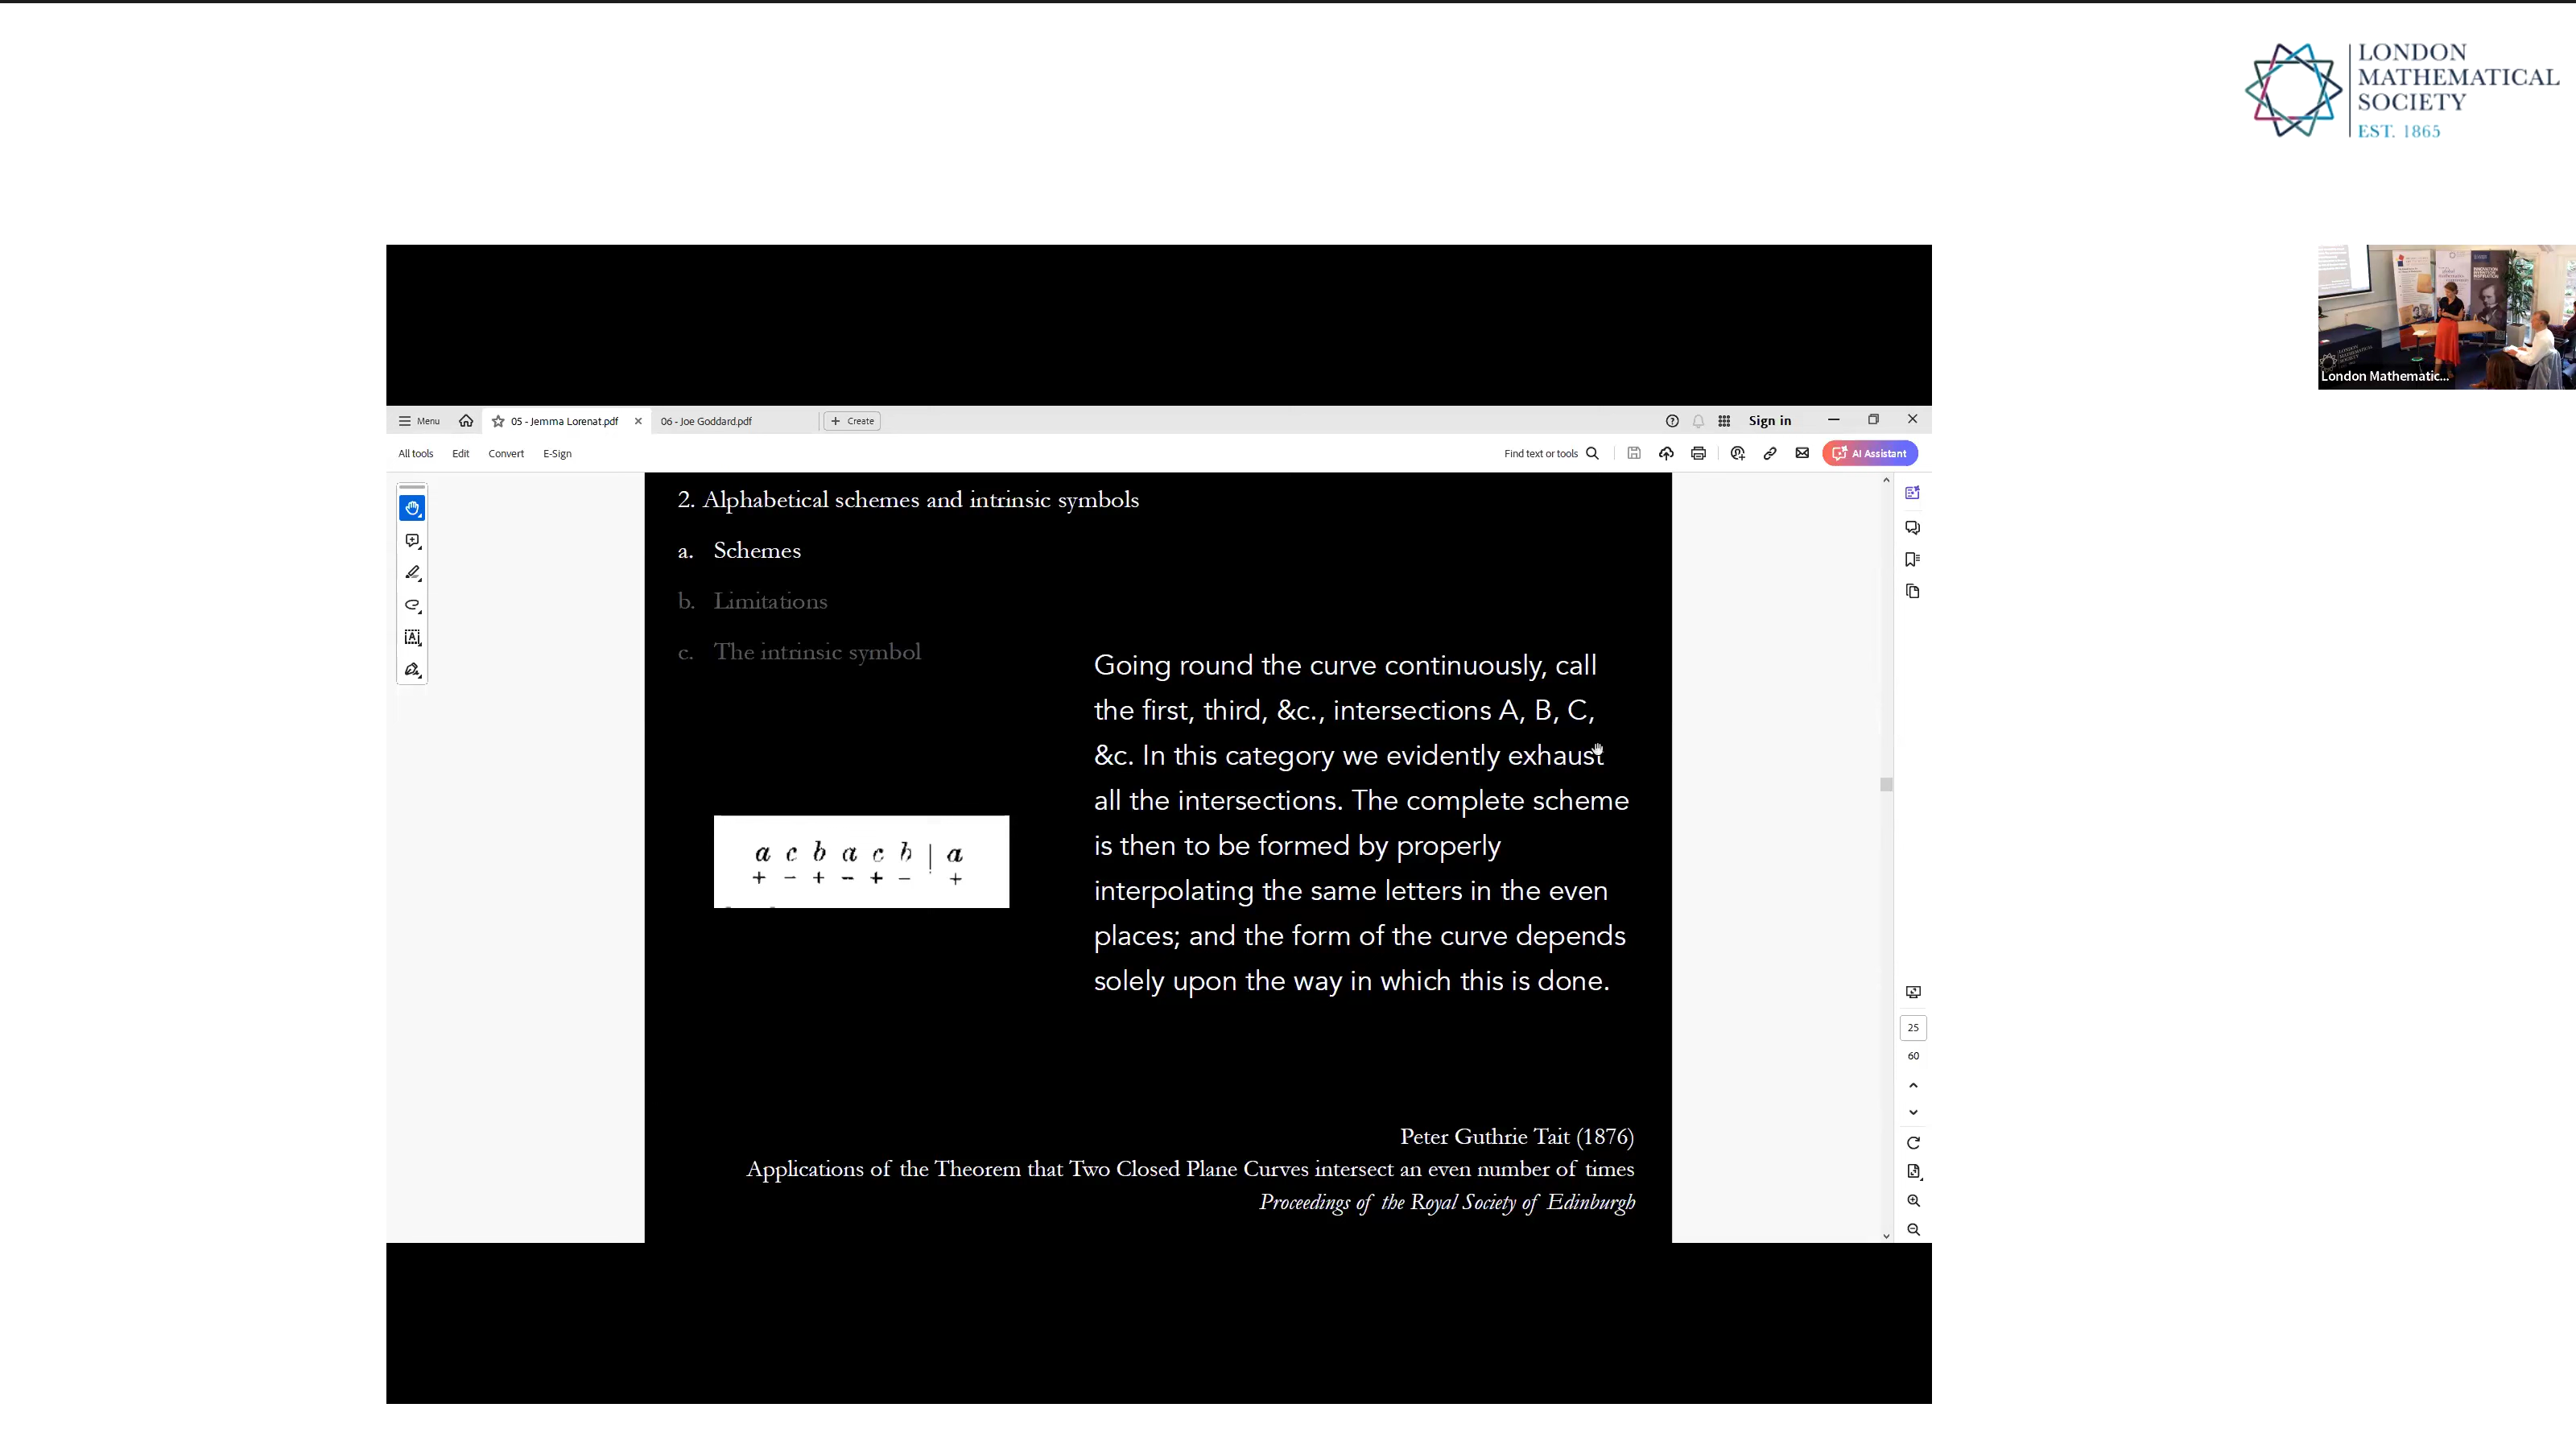 LONDON
MATHEMATICAL
SOCIETY
EST. 1865
London Mathematic...
Menu
05 - Jemma Lorenat.pdf
06 - Joe Goddard.pdf
Create
Sign in
All tools
Edit
Convert
E-Sign
Find text or tools
AI Assistant
2. Alphabetical schemes and intrinsic symbols
a. Schemes
b. Limitations
c. The intrinsic symbol
Going round the curve continuously, call
the first, third, &c., intersections A, B, C,
&c. In this category we evidently exhaust
all the intersections. The complete scheme
is then to be formed by properly
interpolating the same letters in the even
places; and the form of the curve depends
solely upon the way in which this is done.
a c b a c b | a
+ − + − + − +
Peter Guthrie Tait (1876)
Applications of the Theorem that Two Closed Plane Curves intersect an even number of times
Proceedings of the Royal Society of Edinburgh
25
60